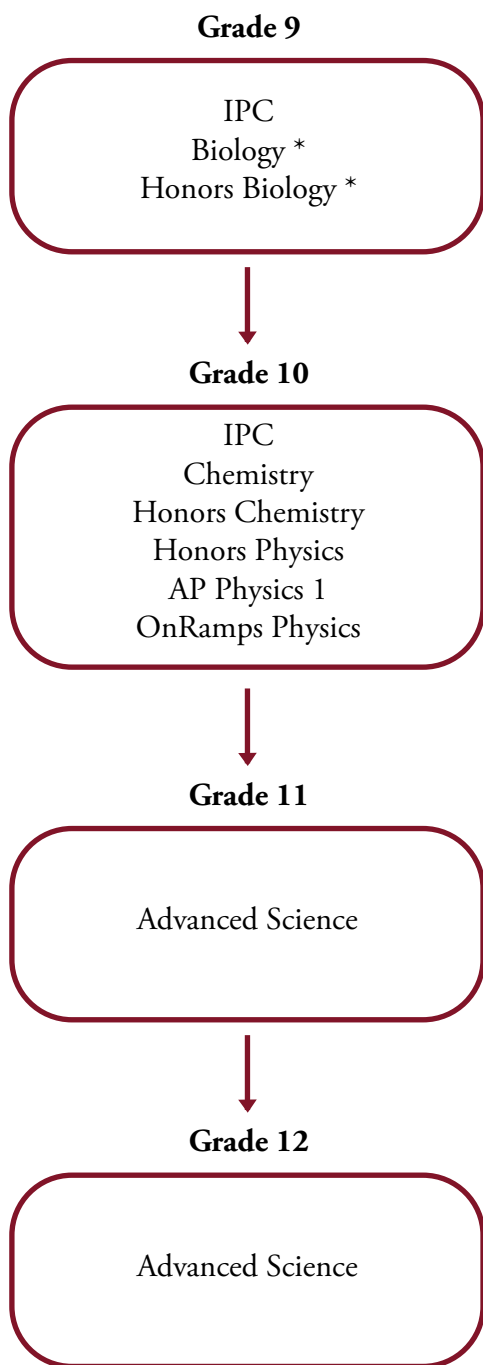 Grade 9
IPC
Biology *
Honors Biology *
Grade 10
IPC
Chemistry
Honors Chemistry
Honors Physics
AP Physics 1
OnRamps Physics
Grade 11
Advanced Science
Grade 12
Advanced Science